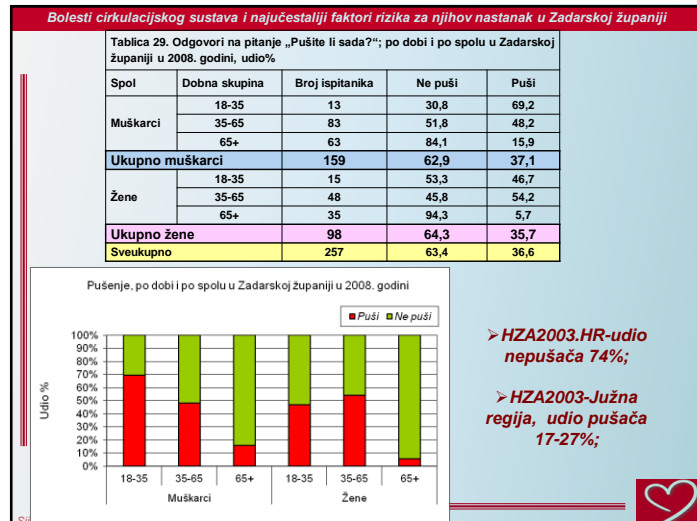 Bolesti cirkulacijskog sustava i najučestaliji faktori rizika za njihov nastanak u Zadarskoj županiji
Tablica 29. Odgovori na pitanje „Pušite li sada?“; po dobi i po spolu u Zadarskoj
županiji u 2008. godini, udio%
Spol Dobna skupina Broj ispitanika Ne puši Puši
Muškarci 18-35 13 30,8 69,2
35-65 83 51,8 48,2
65+ 63 84,1 15,9
Ukupno muškarci 159 62,9 37,1
Žene 18-35 15 53,3 46,7
35-65 48 45,8 54,2
65+ 35 94,3 5,7
Ukupno žene 98 64,3 35,7
Sveukupno 257 63,4 36,6
Pušenje, po dobi i po spolu u Zadarskoj županiji u 2008. godini
Puši Ne puši
Udio %
100%
90%
80%
70%
60%
50%
40%
30%
20%
10%
0%
18-35 35-65 65+ 18-35 35-65 65+
Muškarci Žene
➢HZA2003.HR-udio
nepušača 74%;
➢HZA2003-Južna
regija, udio pušača
17-27%;